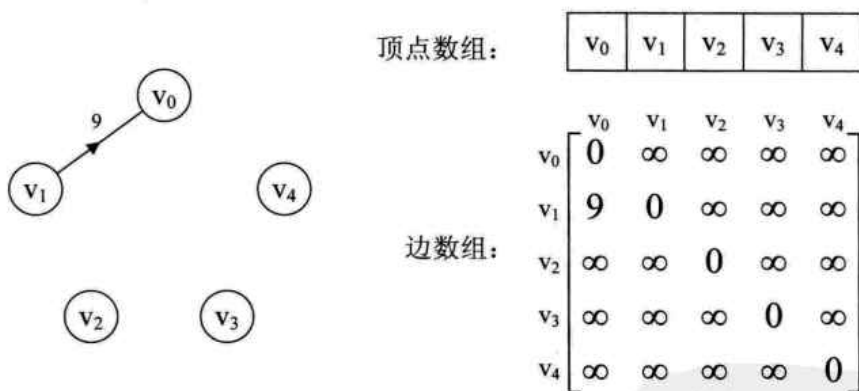 顶点数组: v₀ v₁ v₂ v₃ v₄
v₀
9
v₁
v₄
v₂
v₃
边数组:
v₀ v₁ v₂ v₃ v₄
v₀ 0 ∞ ∞ ∞ ∞
v₁ 9 0 ∞ ∞ ∞
v₂ ∞ ∞ 0 ∞ ∞
v₃ ∞ ∞ ∞ 0 ∞
v₄ ∞ ∞ ∞ ∞ 0